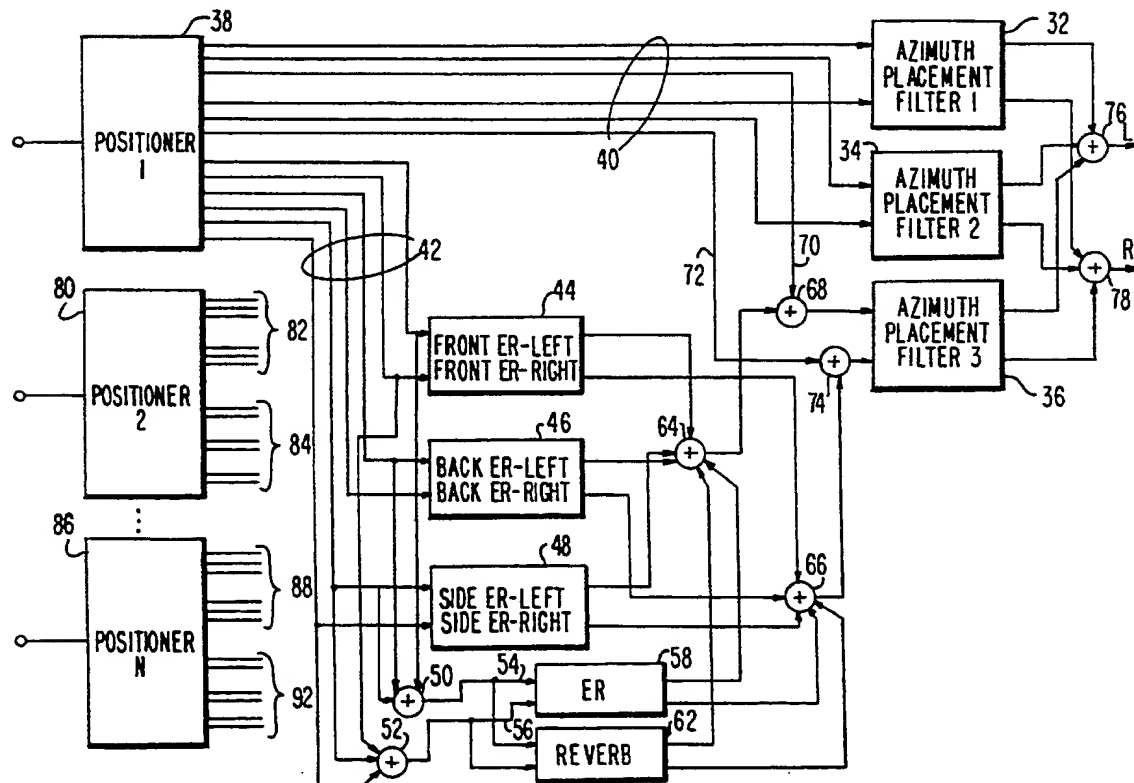 38
POSITIONER
1
40
42
32
AZIMUTH
PLACEMENT
FILTER 1
34
AZIMUTH
PLACEMENT
FILTER 2
76
L
R
78
72
70
68
AZIMUTH
PLACEMENT
FILTER 3
36
74
80
POSITIONER
2
82
84
44
FRONT ER-LEFT
FRONT ER-RIGHT
46
BACK ER-LEFT
BACK ER-RIGHT
64
86
POSITIONER
N
88
92
48
SIDE ER-LEFT
SIDE ER-RIGHT
66
50
54
58
ER
52
56
62
REVERB